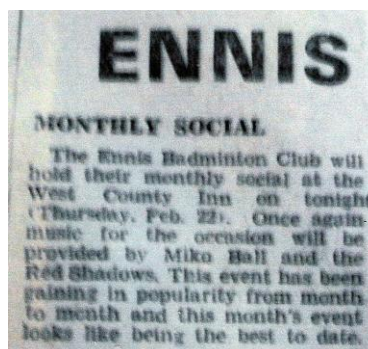 ENNIS
MONTHLY SOCIAL
The Ennis Badminton Club will
hold their monthly social at the
West County Inn on tonight
(Thursday, Feb. 22). Once again
music for the occasion will be
provided by Mike Ball and the
Red Shadows. This event has been
gaining in popularity from month
to month and this month's event
looks like being the best to date.